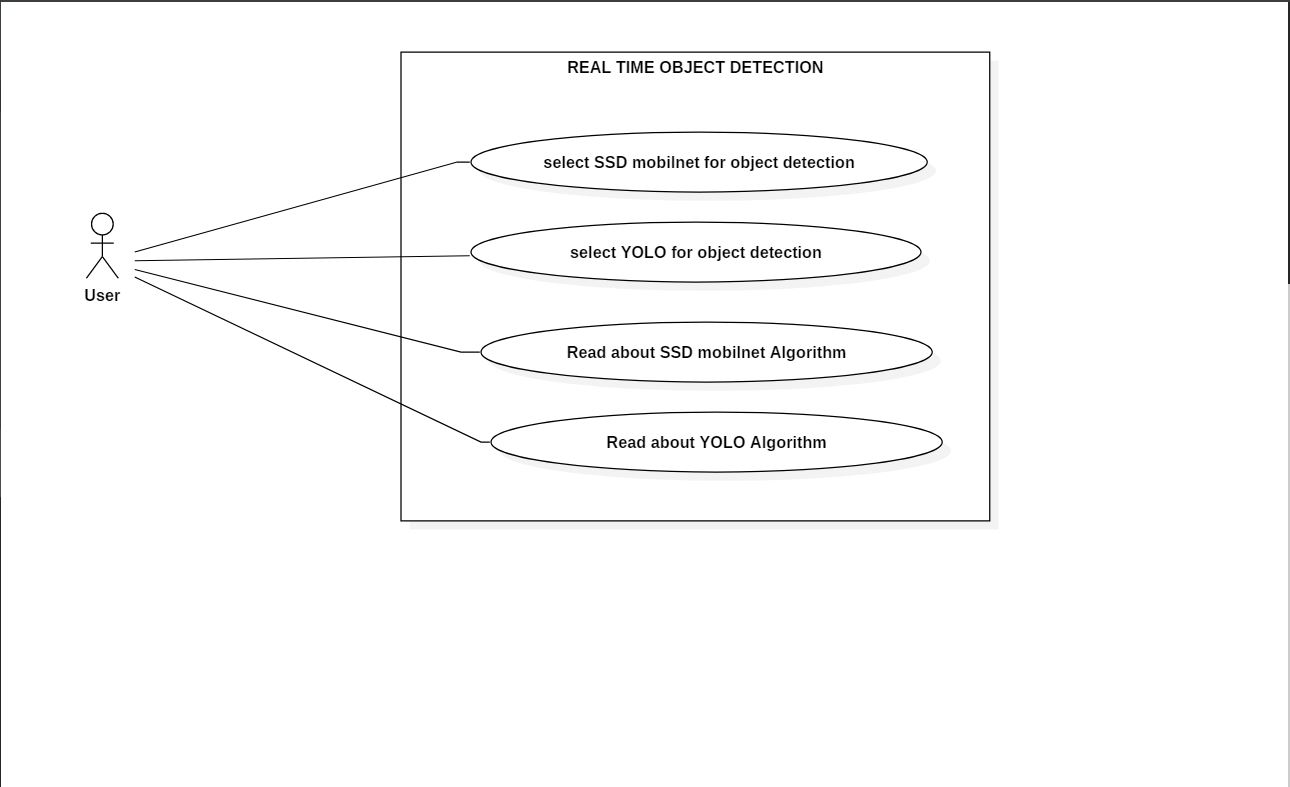 REAL TIME OBJECT DETECTION
select SSD mobilnet for object detection
select YOLO for object detection
User
Read about SSD mobilnet Algorithm
Read about YOLO Algorithm